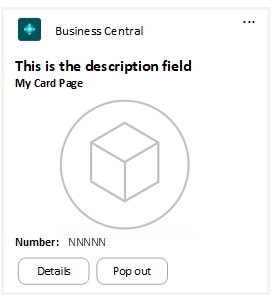 Business Central
This is the description field
My Card Page
Number: NNNNN
Details Pop out